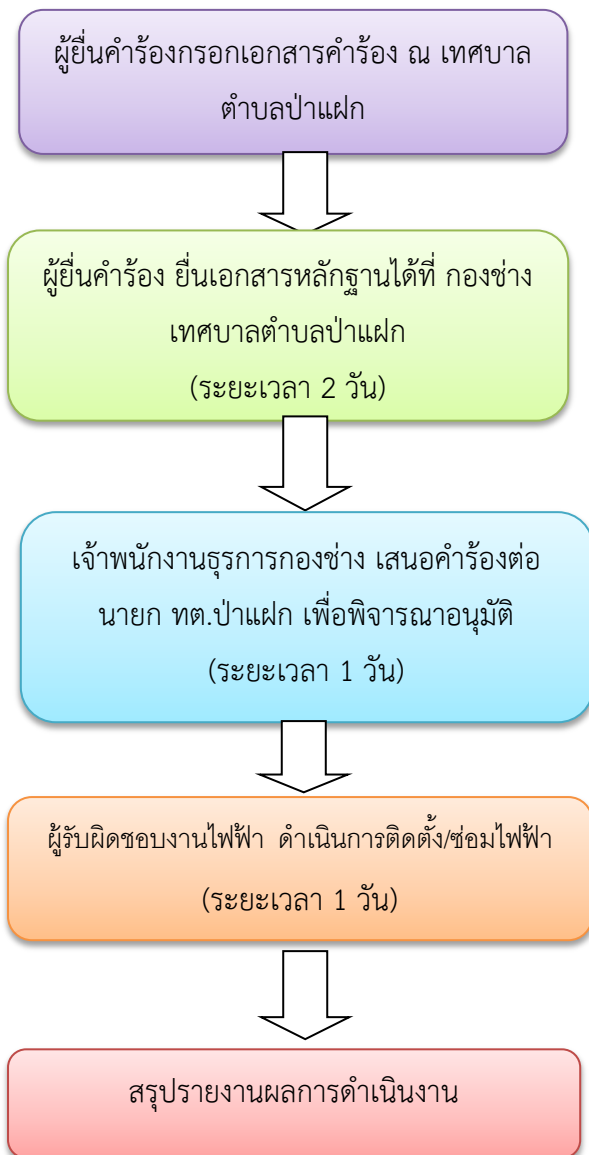 ผู้ยื่นคำร้องกรอกเอกสารคำร้อง ณ เทศบาล
ตำบลป่าแฝก
ผู้ยื่นคำร้อง ยื่นเอกสารหลักฐานได้ที่ กองช่าง
เทศบาลตำบลป่าแฝก
(ระยะเวลา 2 วัน)
เจ้าพนักงานธุรการกองช่าง เสนอคำร้องต่อ
นายก ทต.ป่าแฝก เพื่อพิจารณาอนุมัติ
(ระยะเวลา 1 วัน)
ผู้รับผิดชอบงานไฟฟ้า ดำเนินการติดตั้ง/ซ่อมไฟฟ้า
(ระยะเวลา 1 วัน)
สรุปรายงานผลการดำเนินงาน